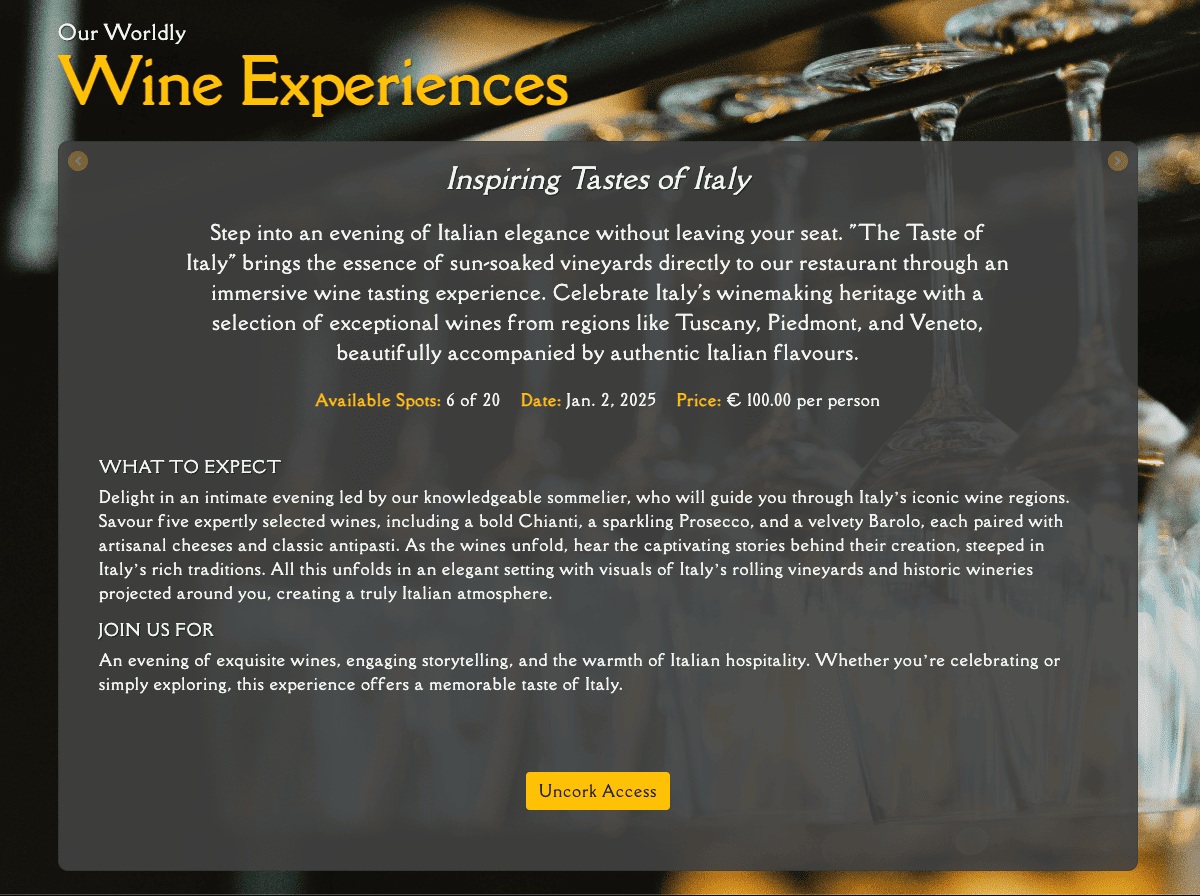 Our Worldly
Wine Experiences
Inspiring Tastes of Italy
Step into an evening of Italian elegance without leaving your seat. "The Taste of
Italy" brings the essence of sun-soaked vineyards directly to our restaurant through an
immersive wine tasting experience. Celebrate Italy's winemaking heritage with a
selection of exceptional wines from regions like Tuscany, Piedmont, and Veneto,
beautifully accompanied by authentic Italian flavours.
Available Spots: 6 of 20 Date: Jan. 2, 2025 Price: € 100.00 per person
WHAT TO EXPECT
Delight in an intimate evening led by our knowledgeable sommelier, who will guide you through Italy’s iconic wine regions.
Savour five expertly selected wines, including a bold Chianti, a sparkling Prosecco, and a velvety Barolo, each paired with
artisanal cheeses and classic antipasti. As the wines unfold, hear the captivating stories behind their creation, steeped in
Italy’s rich traditions. All this unfolds in an elegant setting with visuals of Italy’s rolling vineyards and historic wineries
projected around you, creating a truly Italian atmosphere.
JOIN US FOR
An evening of exquisite wines, engaging storytelling, and the warmth of Italian hospitality. Whether you’re celebrating or
simply exploring, this experience offers a memorable taste of Italy.
Uncork Access